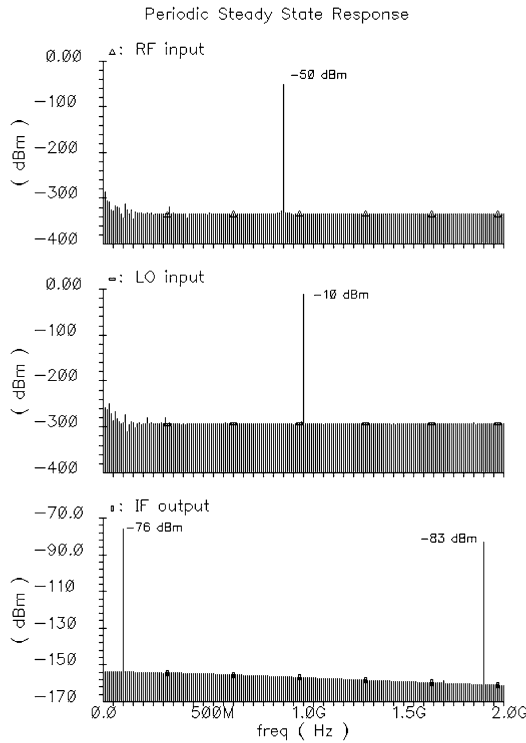 Periodic Steady State Response
△: RF input
0.00
-100
-200
-300
-400
( dBm )
-50 dBm
▭: LO input
0.00
-100
-200
-300
-400
( dBm )
-10 dBm
▯: IF output
-70.0
-90.0
-110
-130
-150
-170
( dBm )
-76 dBm
-83 dBm
0.0
500M
1.0G
1.5G
2.0G
freq ( Hz )